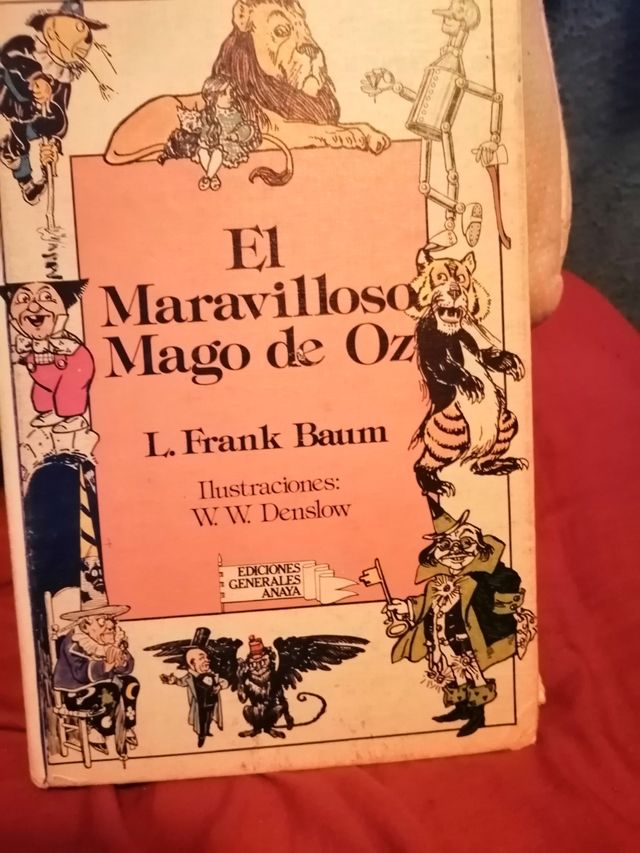 El
Maravilloso
Mago de Oz
L. Frank Baum
Ilustraciones:
W. W. Denslow
EDICIONES
GENERALES
ANAYA